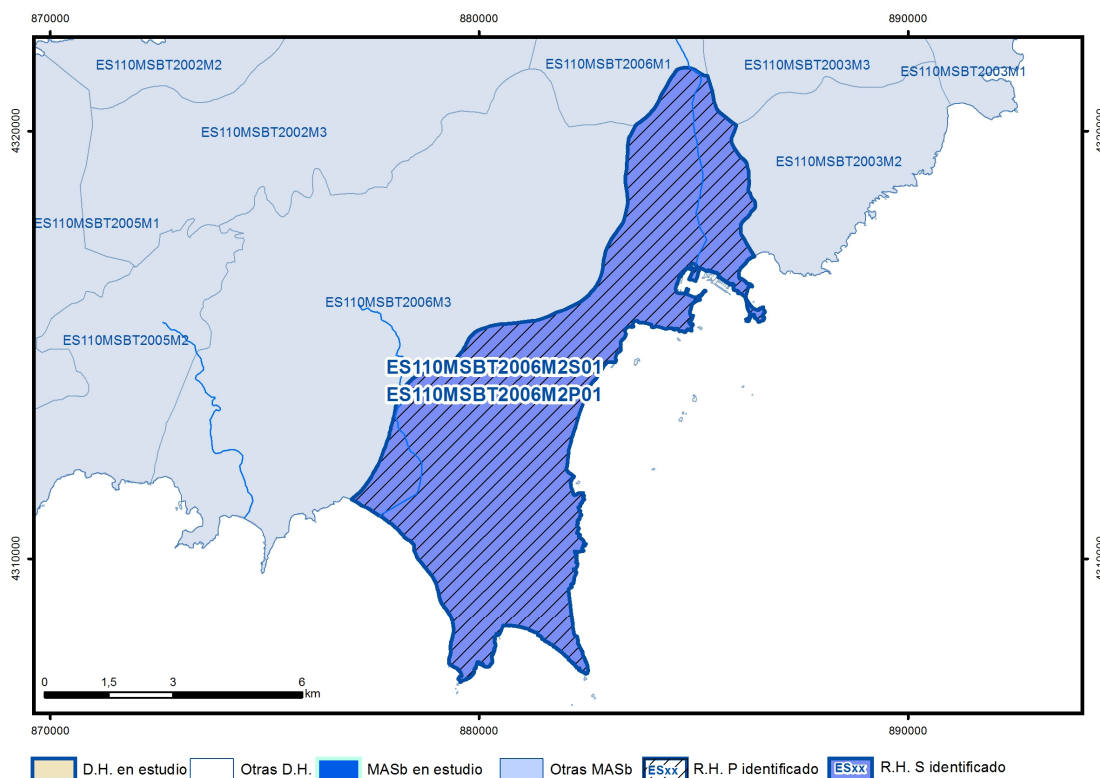 870000
880000
890000
ES110MSBT2002M2
ES110MSBT2006M1
ES110MSBT2003M3
ES110MSBT2003M1
4320000
ES110MSBT2002M3
ES110MSBT2003M2
ES110MSBT2005M1
ES110MSBT2006M3
ES110MSBT2005M2
ES110MSBT2006M2S01
ES110MSBT2006M2P01
4310000
4310000
0 1,5 3 6
km
870000
880000
890000
D.H. en estudio
Otras D.H.
MASb en estudio
Otras MASb
ESxx
R.H. P identificado
ESxx
R.H. S identificado